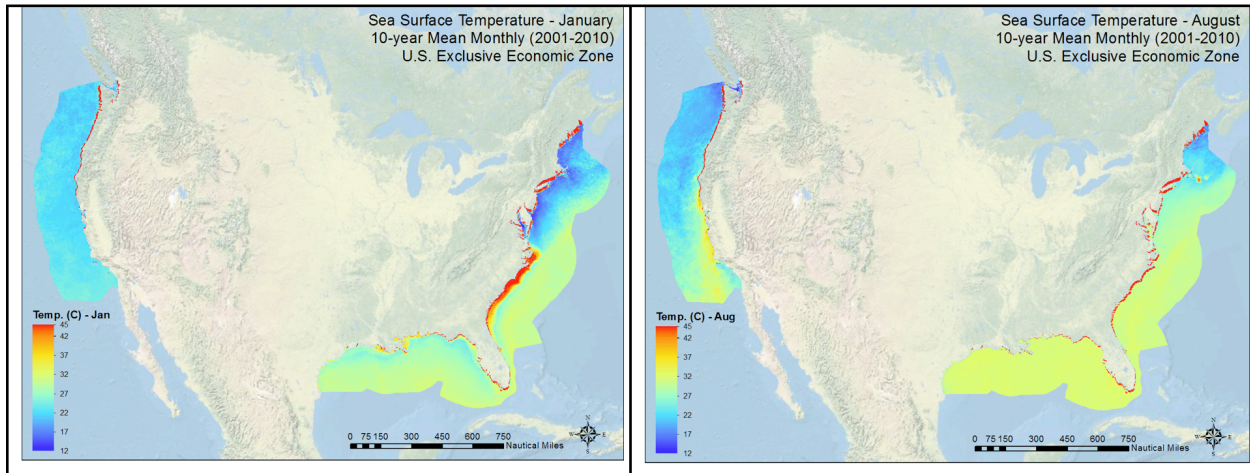 Sea Surface Temperature - January
10-year Mean Monthly (2001-2010)
U.S. Exclusive Economic Zone
Temp. (C) - Jan
45
37
32
27
22
17
12
0 75 150 300 450 600 750
Nautical Miles
N
W E
S
Sea Surface Temperature - August
10-year Mean Monthly (2001-2010)
U.S. Exclusive Economic Zone
Temp. (C) - Aug
45
37
32
27
22
17
12
0 75 150 300 450 600 750
Nautical Miles
N
W E
S